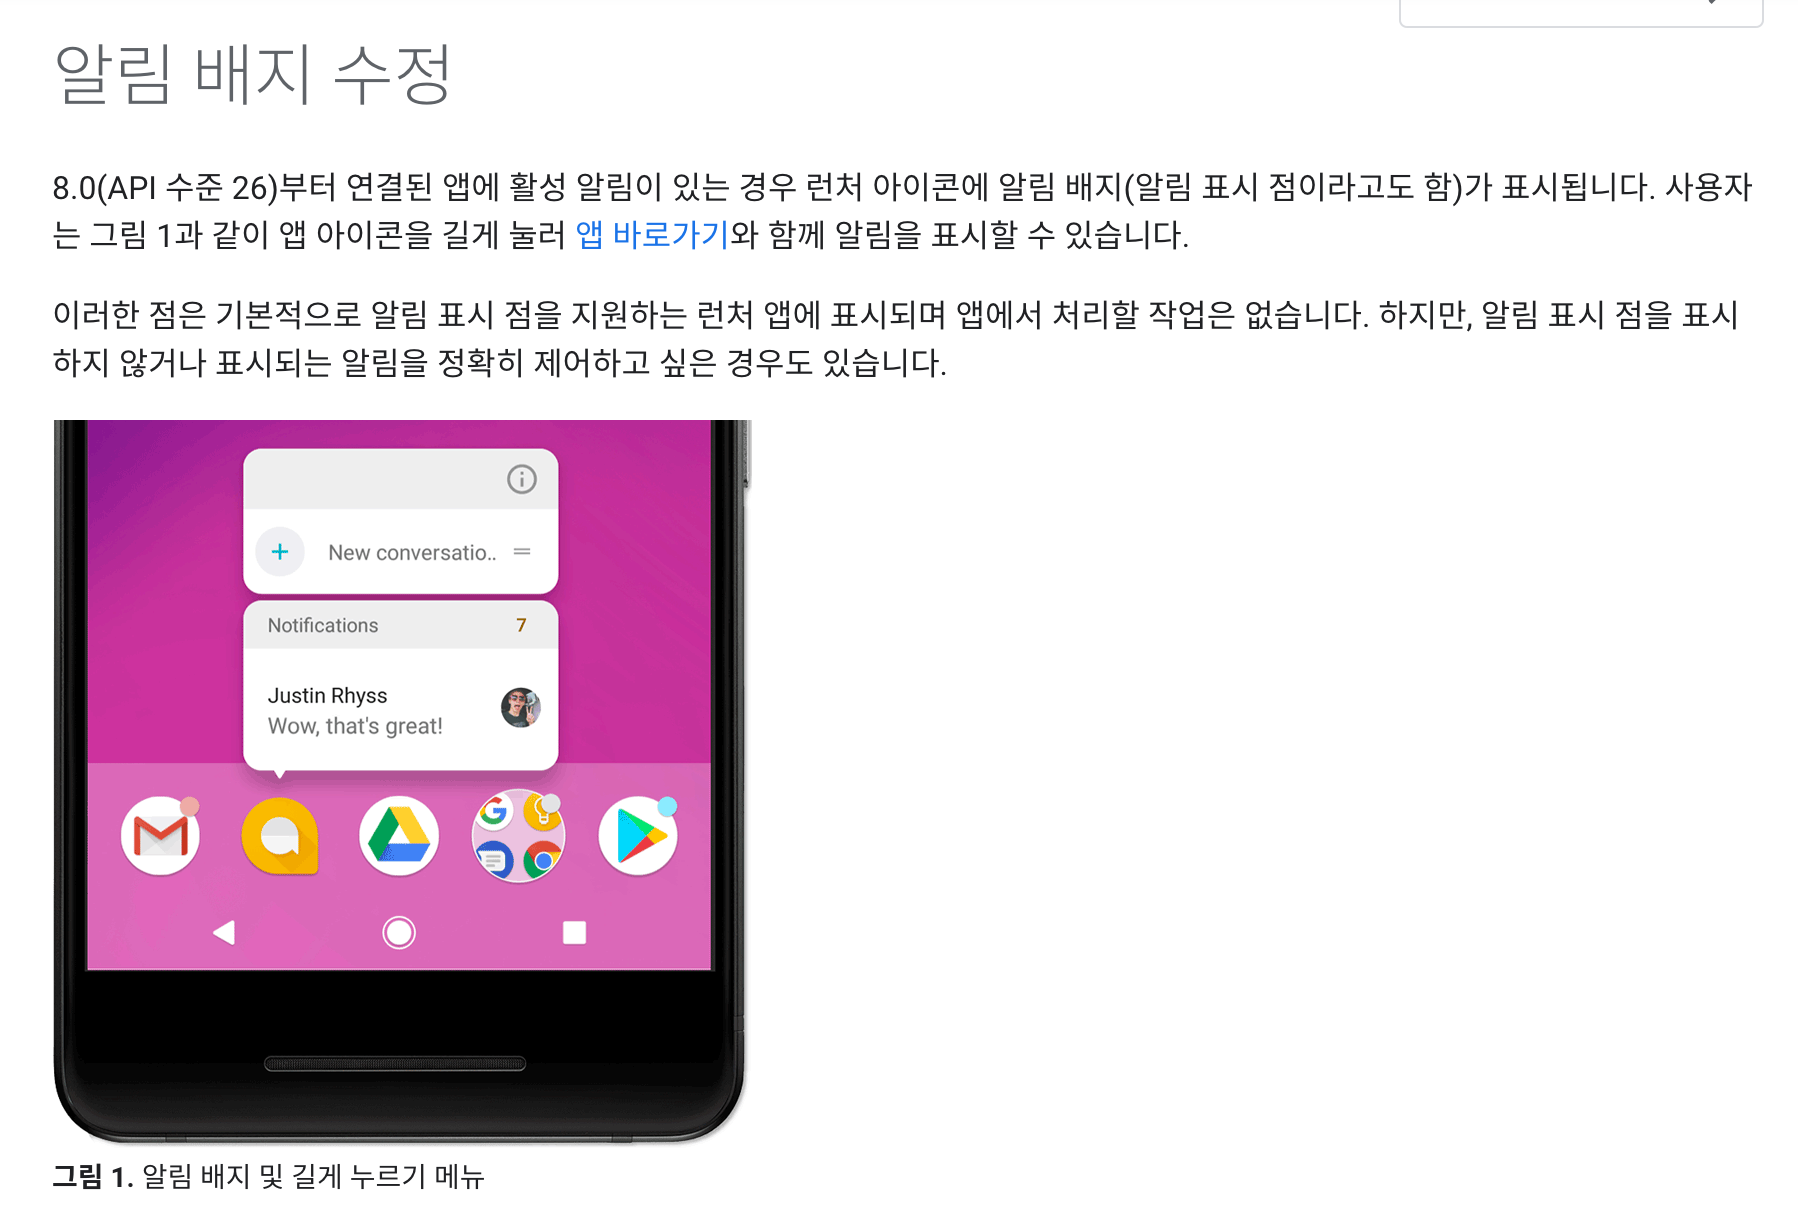 알림 배지 수정
8.0(API 수준 26)부터 연결된 앱에 활성 알림이 있는 경우 런처 아이콘에 알림 배지(알림 표시 점이라고도 함)가 표시됩니다. 사용자
는 그림 1과 같이 앱 아이콘을 길게 눌러 앱 바로가기와 함께 알림을 표시할 수 있습니다.
이러한 점은 기본적으로 알림 표시 점을 지원하는 런처 앱에 표시되며 앱에서 처리할 작업은 없습니다. 하지만, 알림 표시 점을 표시
하지 않거나 표시되는 알림을 정확히 제어하고 싶은 경우도 있습니다.
New conversatio..
Notifications 7
Justin Rhyss
Wow, that's great!
그림 1. 알림 배지 및 길게 누르기 메뉴